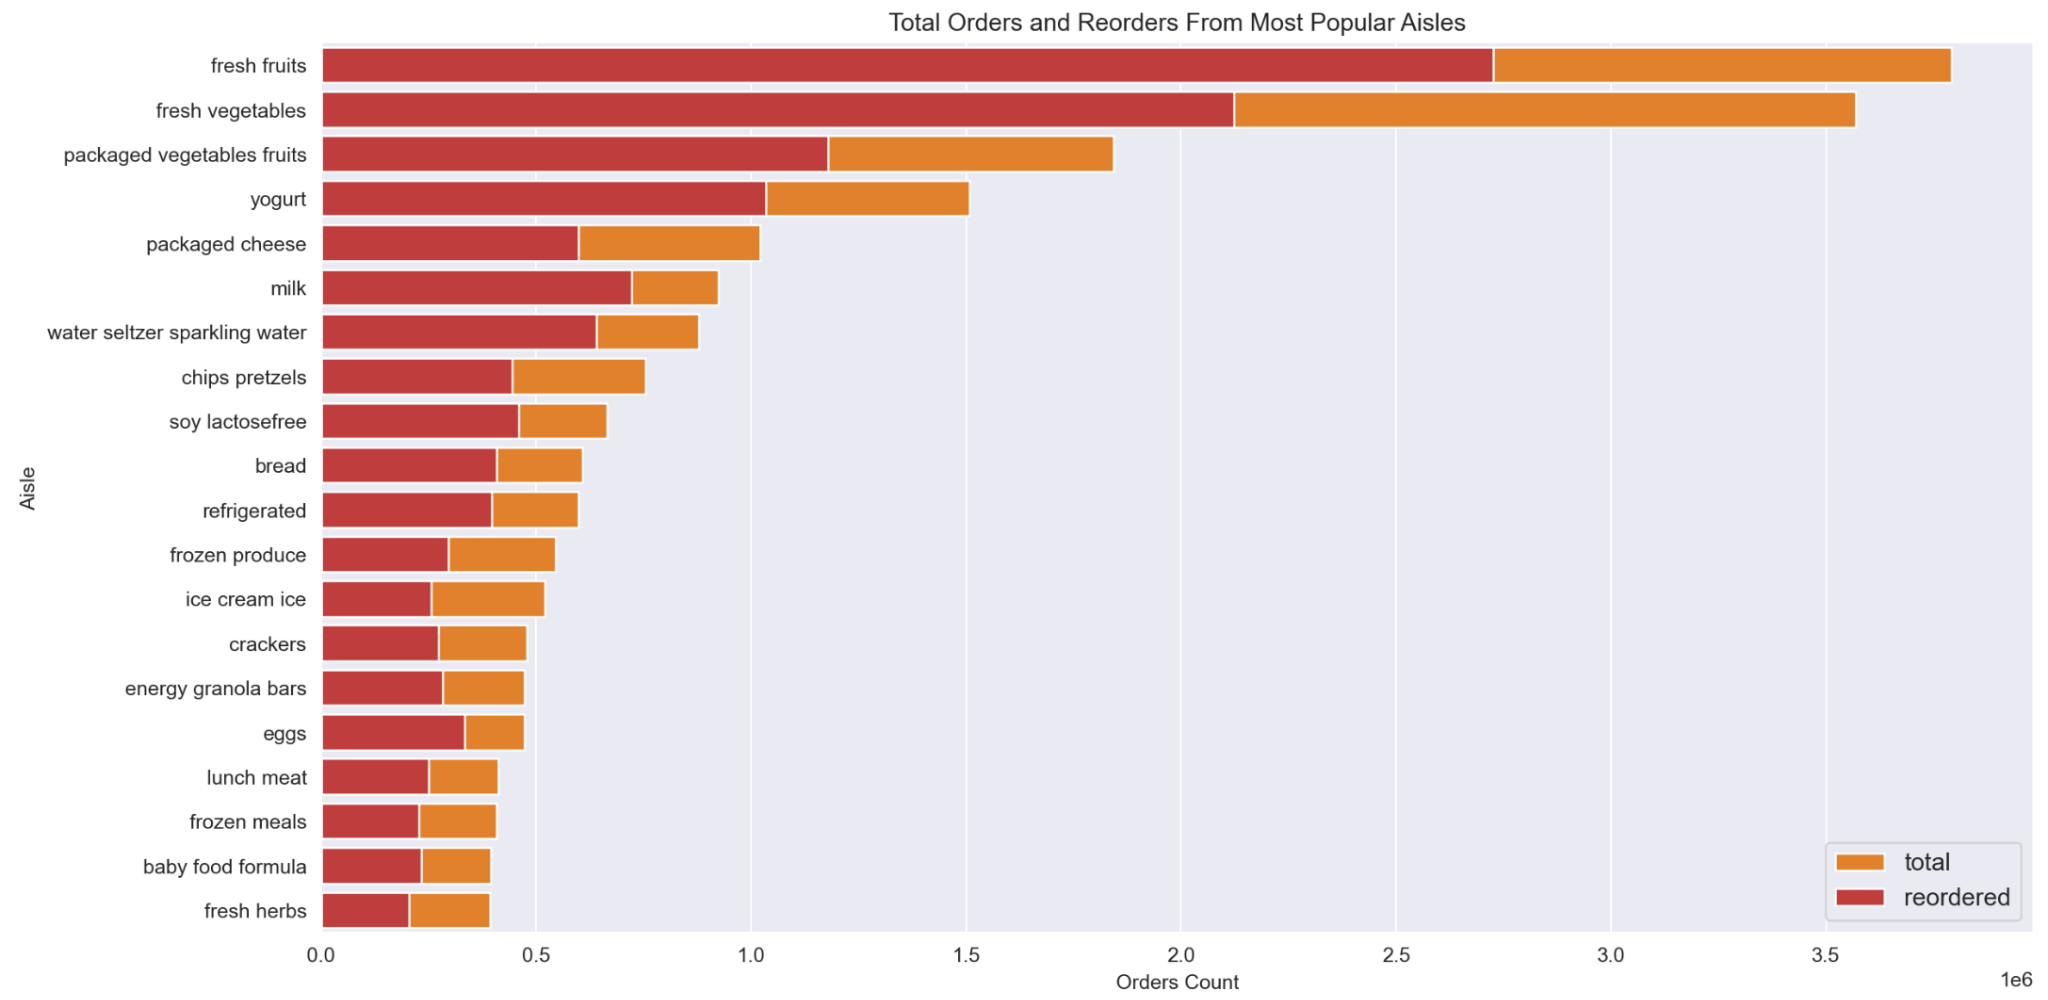 Total Orders and Reorders From Most Popular Aisles
fresh fruits
fresh vegetables
packaged vegetables fruits
yogurt
packaged cheese
milk
water seltzer sparkling water
chips pretzels
soy lactosefree
bread
refrigerated
frozen produce
ice cream ice
crackers
energy granola bars
eggs
lunch meat
frozen meals
baby food formula
fresh herbs
Aisle
total
reordered
0.0 0.5 1.0 1.5 2.0 2.5 3.0 3.5
Orders Count
1e6